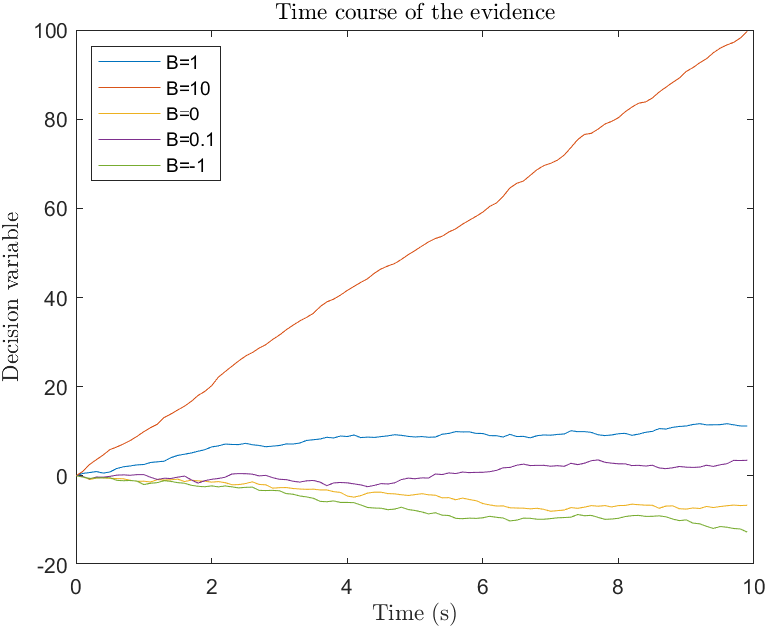 Time course of the evidence
100
80
60
40
20
0
-20
Decision variable
B=1
B=10
B=0
B=0.1
B=-1
0 2 4 6 8 10
Time (s)